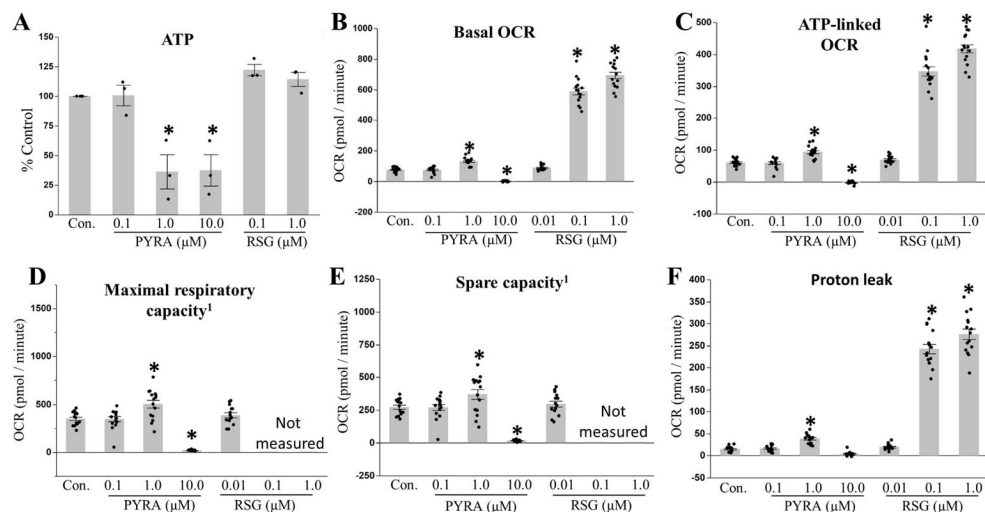 A
ATP
% Control
125
100
75
50
25
0
* *
Con. 0.1 1.0 10.0 0.1 1.0
PYRA (µM) RSG (µM)
B
Basal OCR
OCR (pmol / minute)
1000
800
600
400
200
0
* * * *
Con. 0.1 1.0 10.0 0.01 0.1 1.0
PYRA (µM) RSG (µM)
C
ATP-linked
OCR
OCR (pmol / minute)
500
400
300
200
100
0
-100
* * * *
Con. 0.1 1.0 10.0 0.01 0.1 1.0
PYRA (µM) RSG (µM)
D
Maximal respiratory
capacity1
OCR (pmol / minute)
1500
1000
500
0
* *
Not
measured
Con. 0.1 1.0 10.0 0.01 0.1 1.0
PYRA (µM) RSG (µM)
E
Spare capacity1
OCR (pmol / minute)
1250
1000
750
500
250
0
-250
* *
Not
measured
Con. 0.1 1.0 10.0 0.01 0.1 1.0
PYRA (µM) RSG (µM)
F
Proton leak
OCR (pmol / minute)
400
350
300
250
200
150
100
50
0
-50
* * *
Con. 0.1 1.0 10.0 0.01 0.1 1.0
PYRA (µM) RSG (µM)